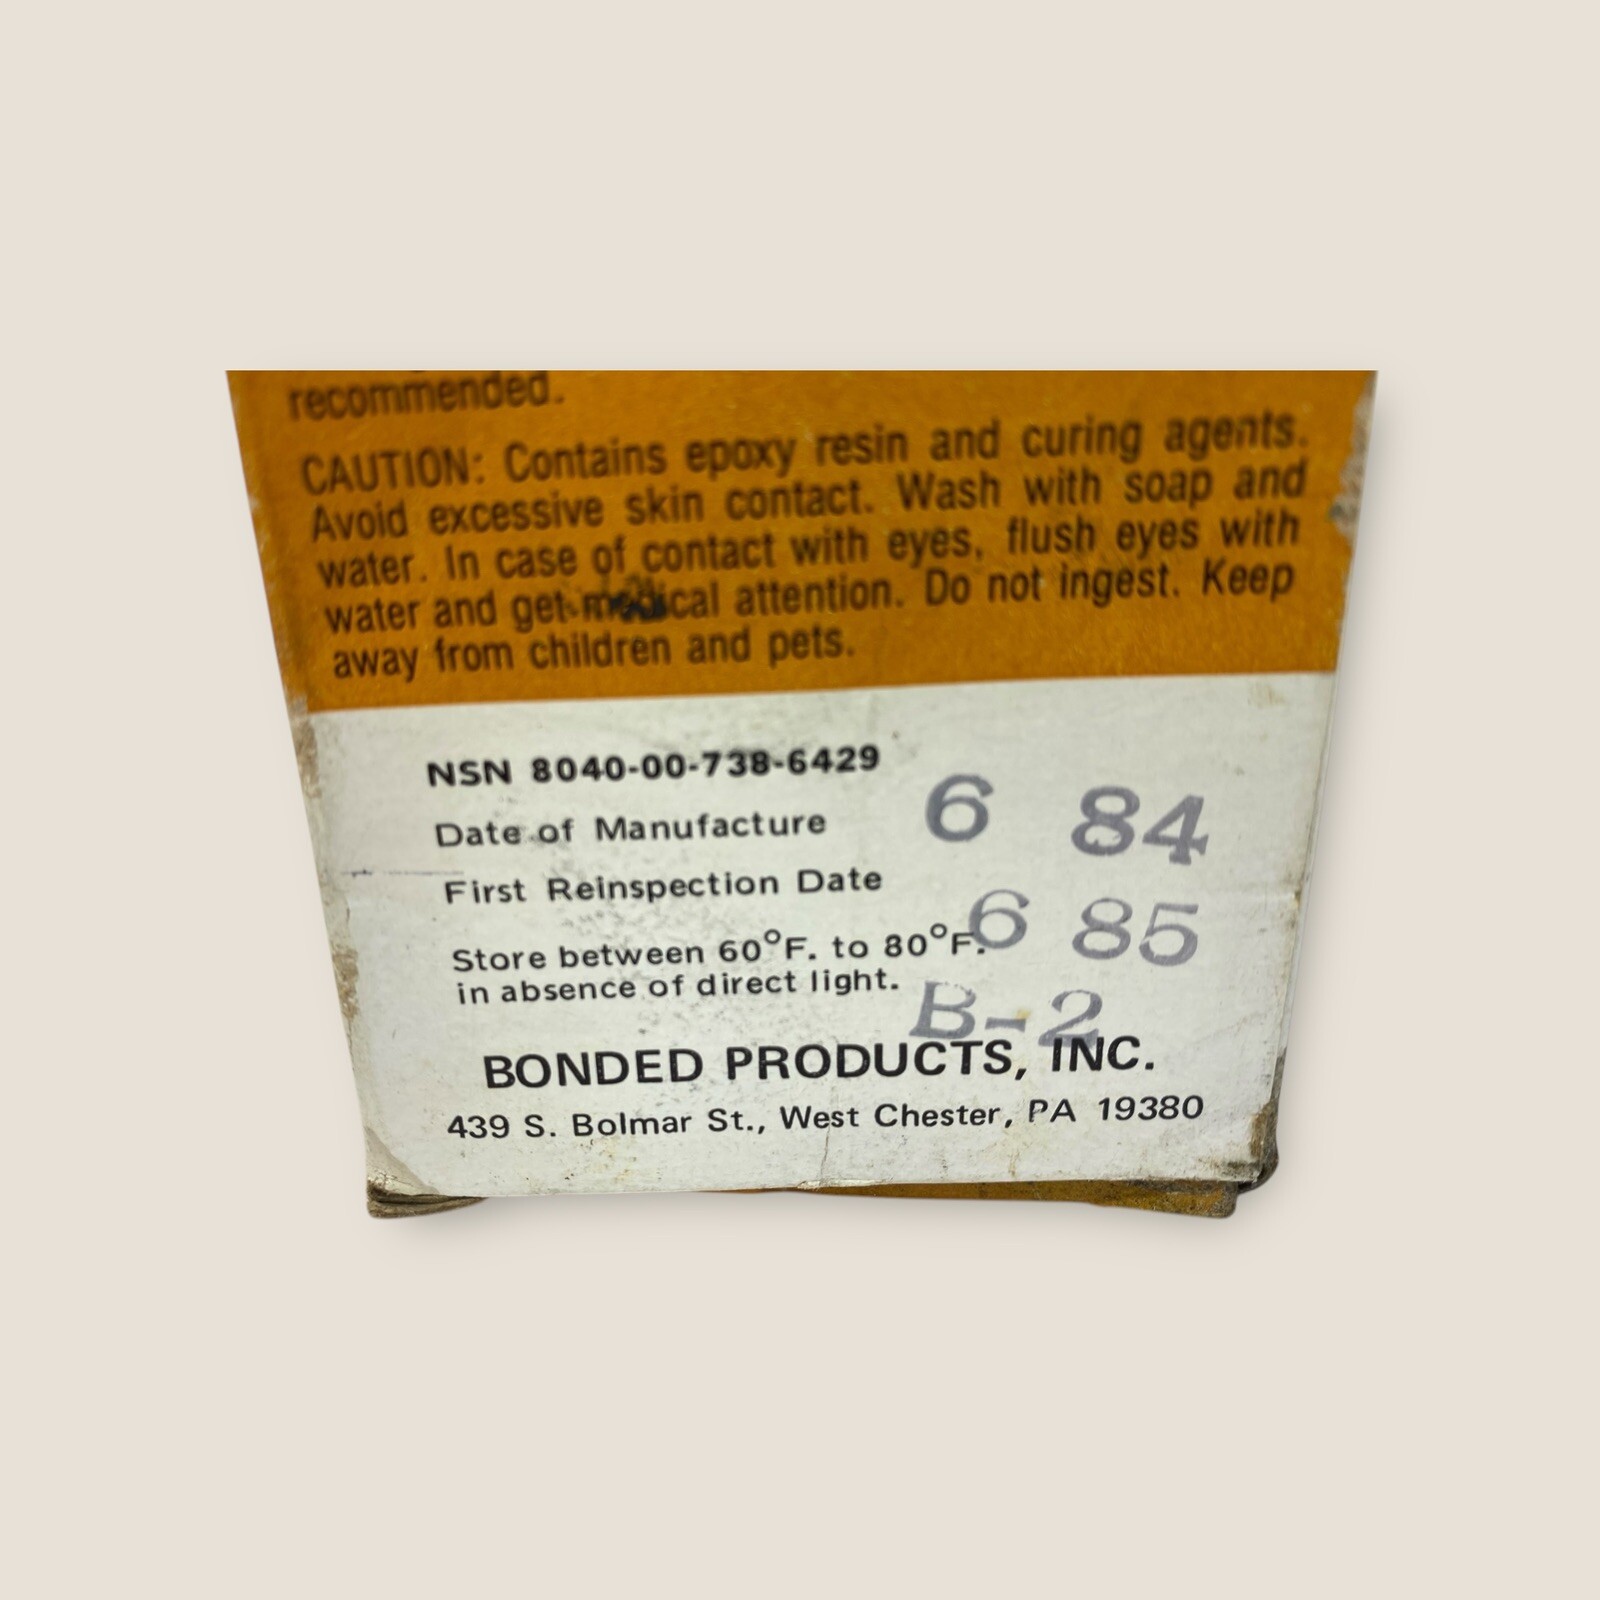 recommended.
CAUTION: Contains epoxy resin and curing agents.
Avoid excessive skin contact. Wash with soap and
water. In case of contact with eyes, flush eyes with
water and get medical attention. Do not ingest. Keep
away from children and pets.
NSN 8040-00-738-6429
Date of Manufacture 6 84
First Reinspection Date 6 85
Store between 60°F. to 80°F.
in absence of direct light.
B-2
BONDED PRODUCTS, INC.
439 S. Bolmar St., West Chester, PA 19380